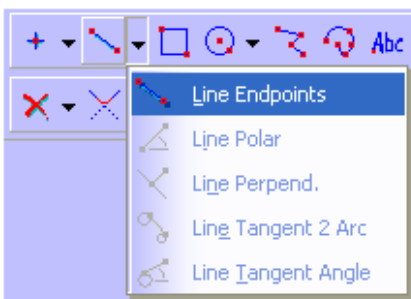 Abc
Line Endpoints
Line Polar
Line Perpend.
Line Tangent 2 Arc
Line Tangent Angle